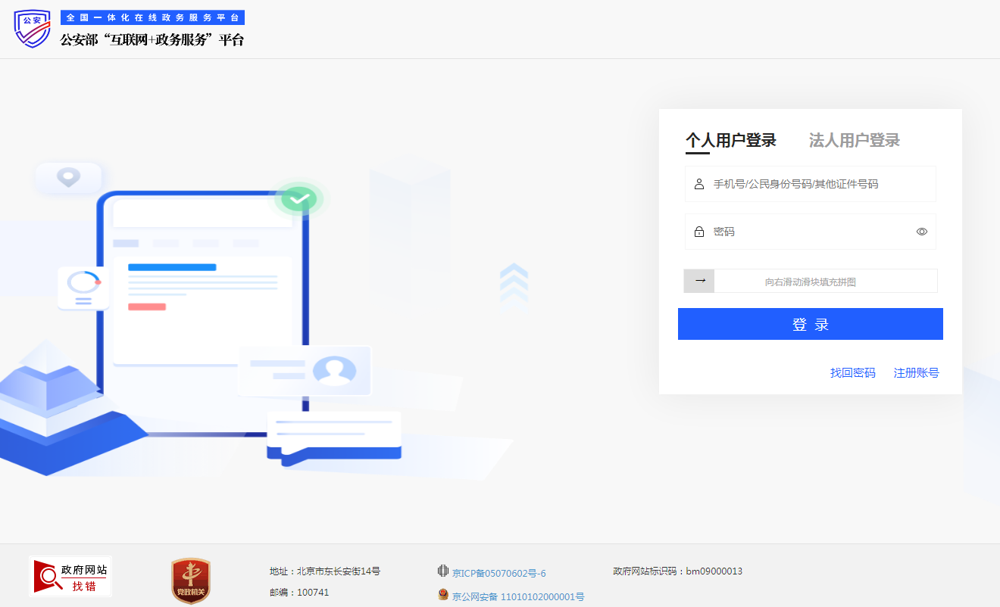 公安
全国一体化在线政务服务平台
公安部“互联网+政务服务”平台
个人用户登录 法人用户登录
手机号/公民身份号码/其他证件号码
密码
→ 向右滑动滑块填充拼图
登 录
找回密码 注册账号
政府网站
找错
党政机关
地址：北京市东长安街14号
邮编：100741
京ICP备05070602号-6
京公网安备 11010102000001号
政府网站标识码：bm09000013